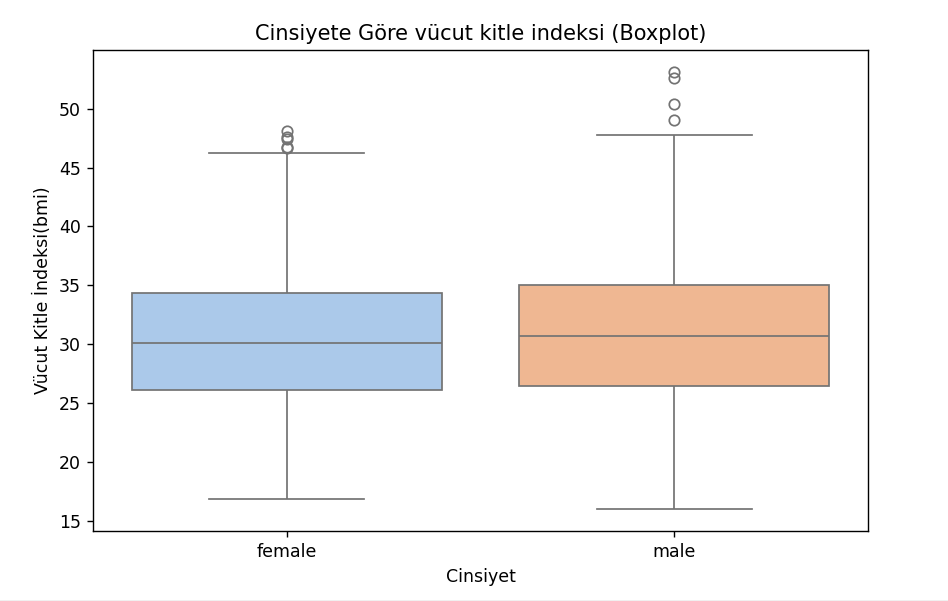 Cinsiyete Göre vücut kitle indeksi (Boxplot)
50
45
40
35
30
25
20
15
Vücut Kitle İndeksi(bmi)
female
male
Cinsiyet